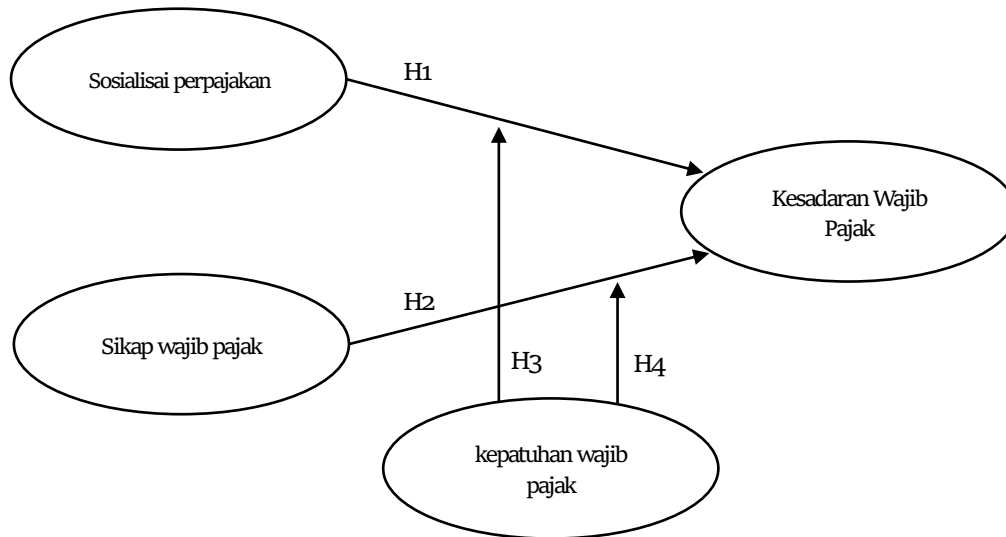 Sosialisai perpajakan
H1
Kesadaran Wajib
Pajak
H2
Sikap wajib pajak
H3
H4
kepatuhan wajib
pajak